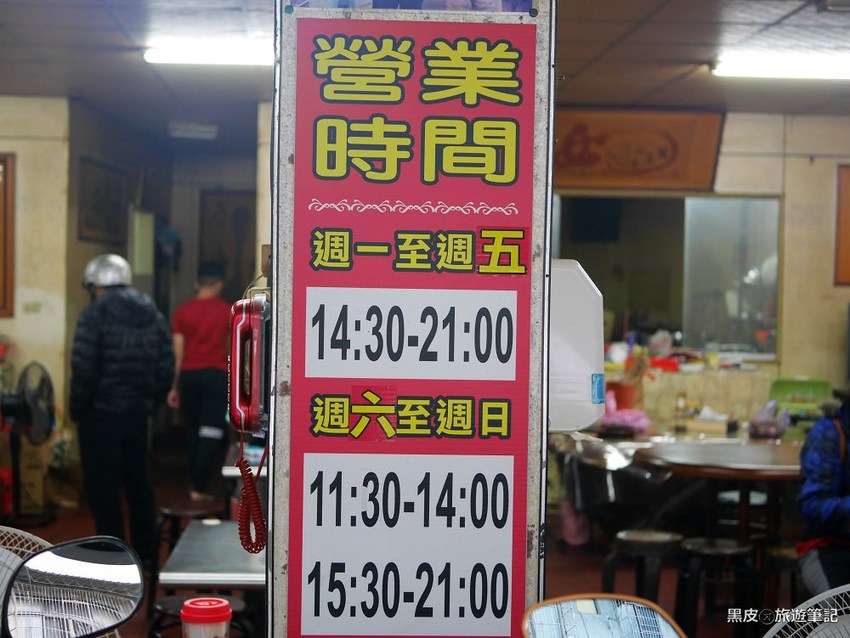 營業
時間
週一至週五
14:30-21:00
週六至週日
11:30-14:00
15:30-21:00
黑皮の旅遊筆記